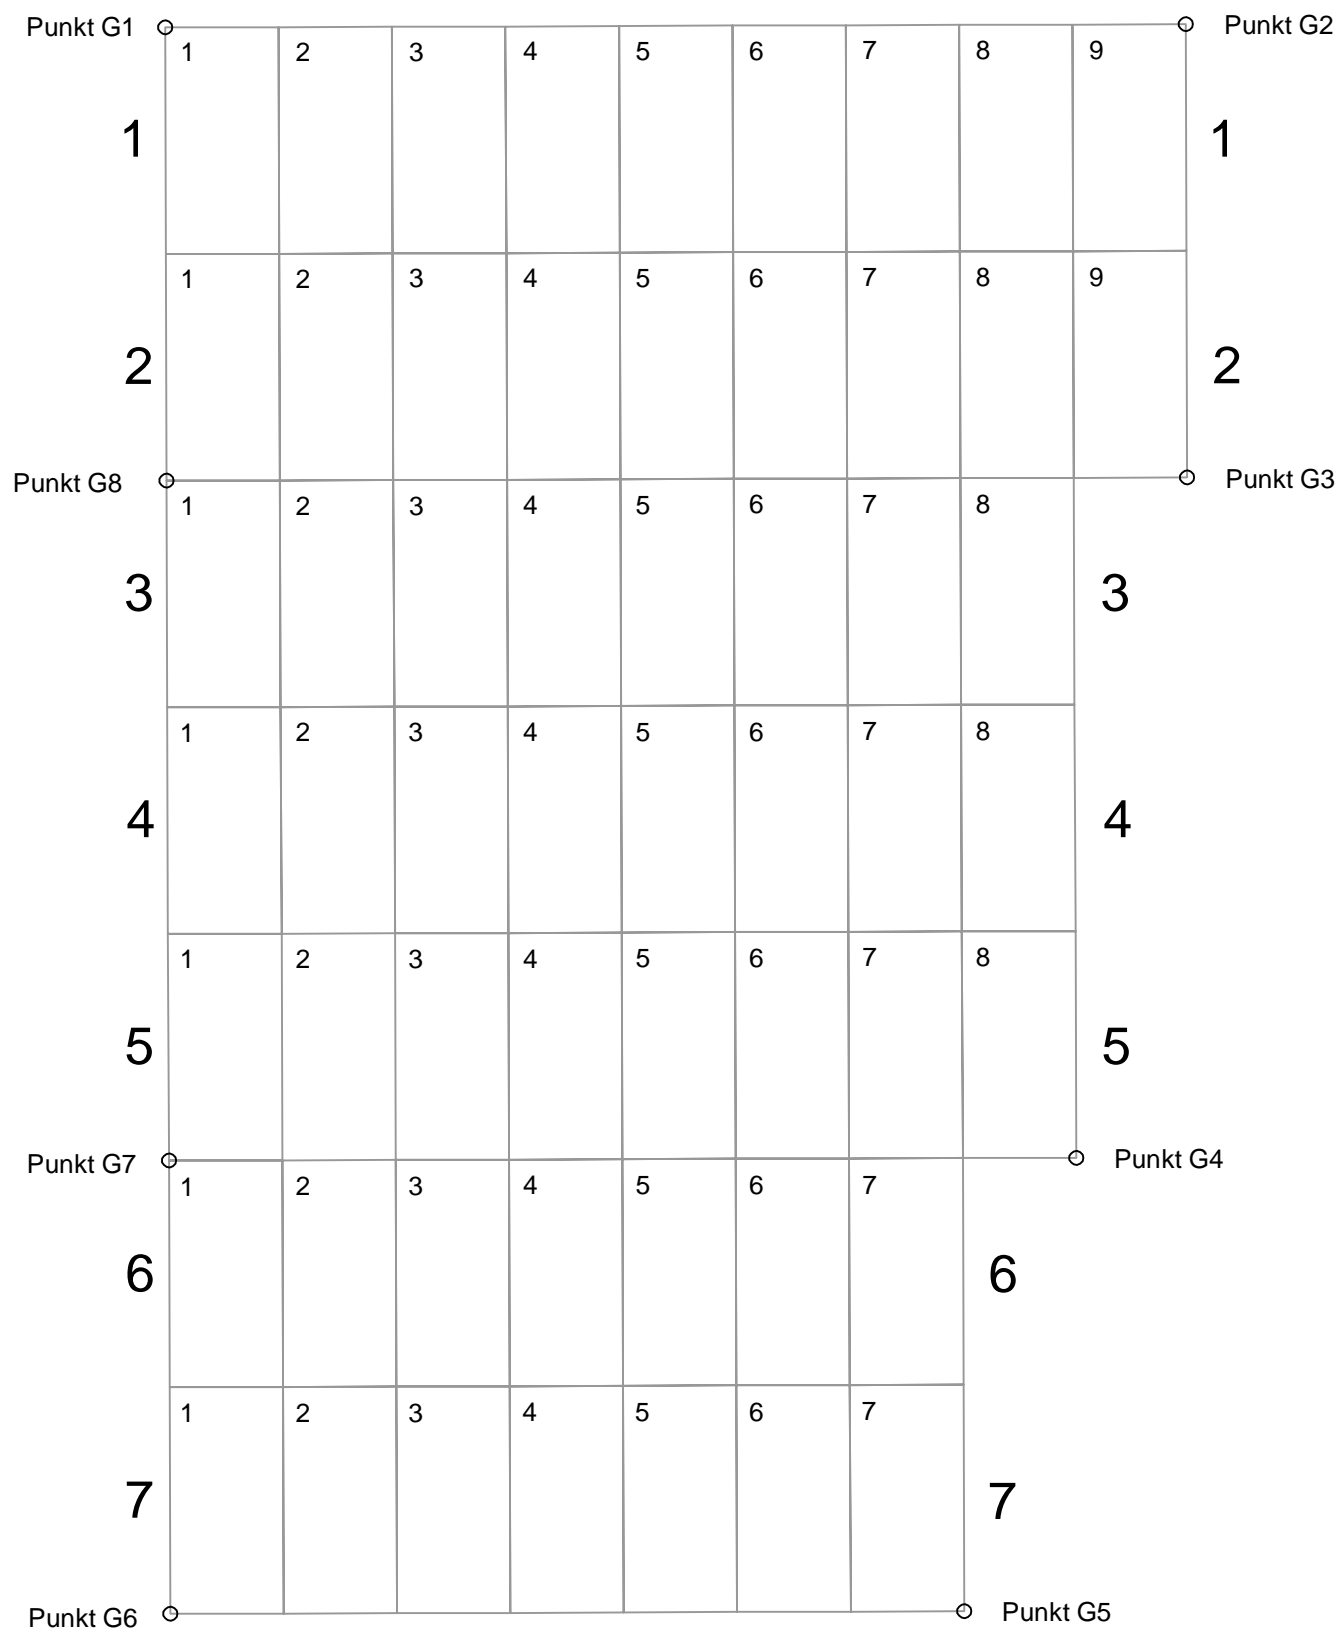 Punkt G1 Punkt G2
1 2 3 4 5 6 7 8 9
1 1
1 2 3 4 5 6 7 8 9
2 2
Punkt G8 Punkt G3
1 2 3 4 5 6 7 8
3 3
1 2 3 4 5 6 7 8
4 4
1 2 3 4 5 6 7 8
5 5
Punkt G7 Punkt G4
1 2 3 4 5 6 7
6 6
1 2 3 4 5 6 7
7 7
Punkt G6 Punkt G5